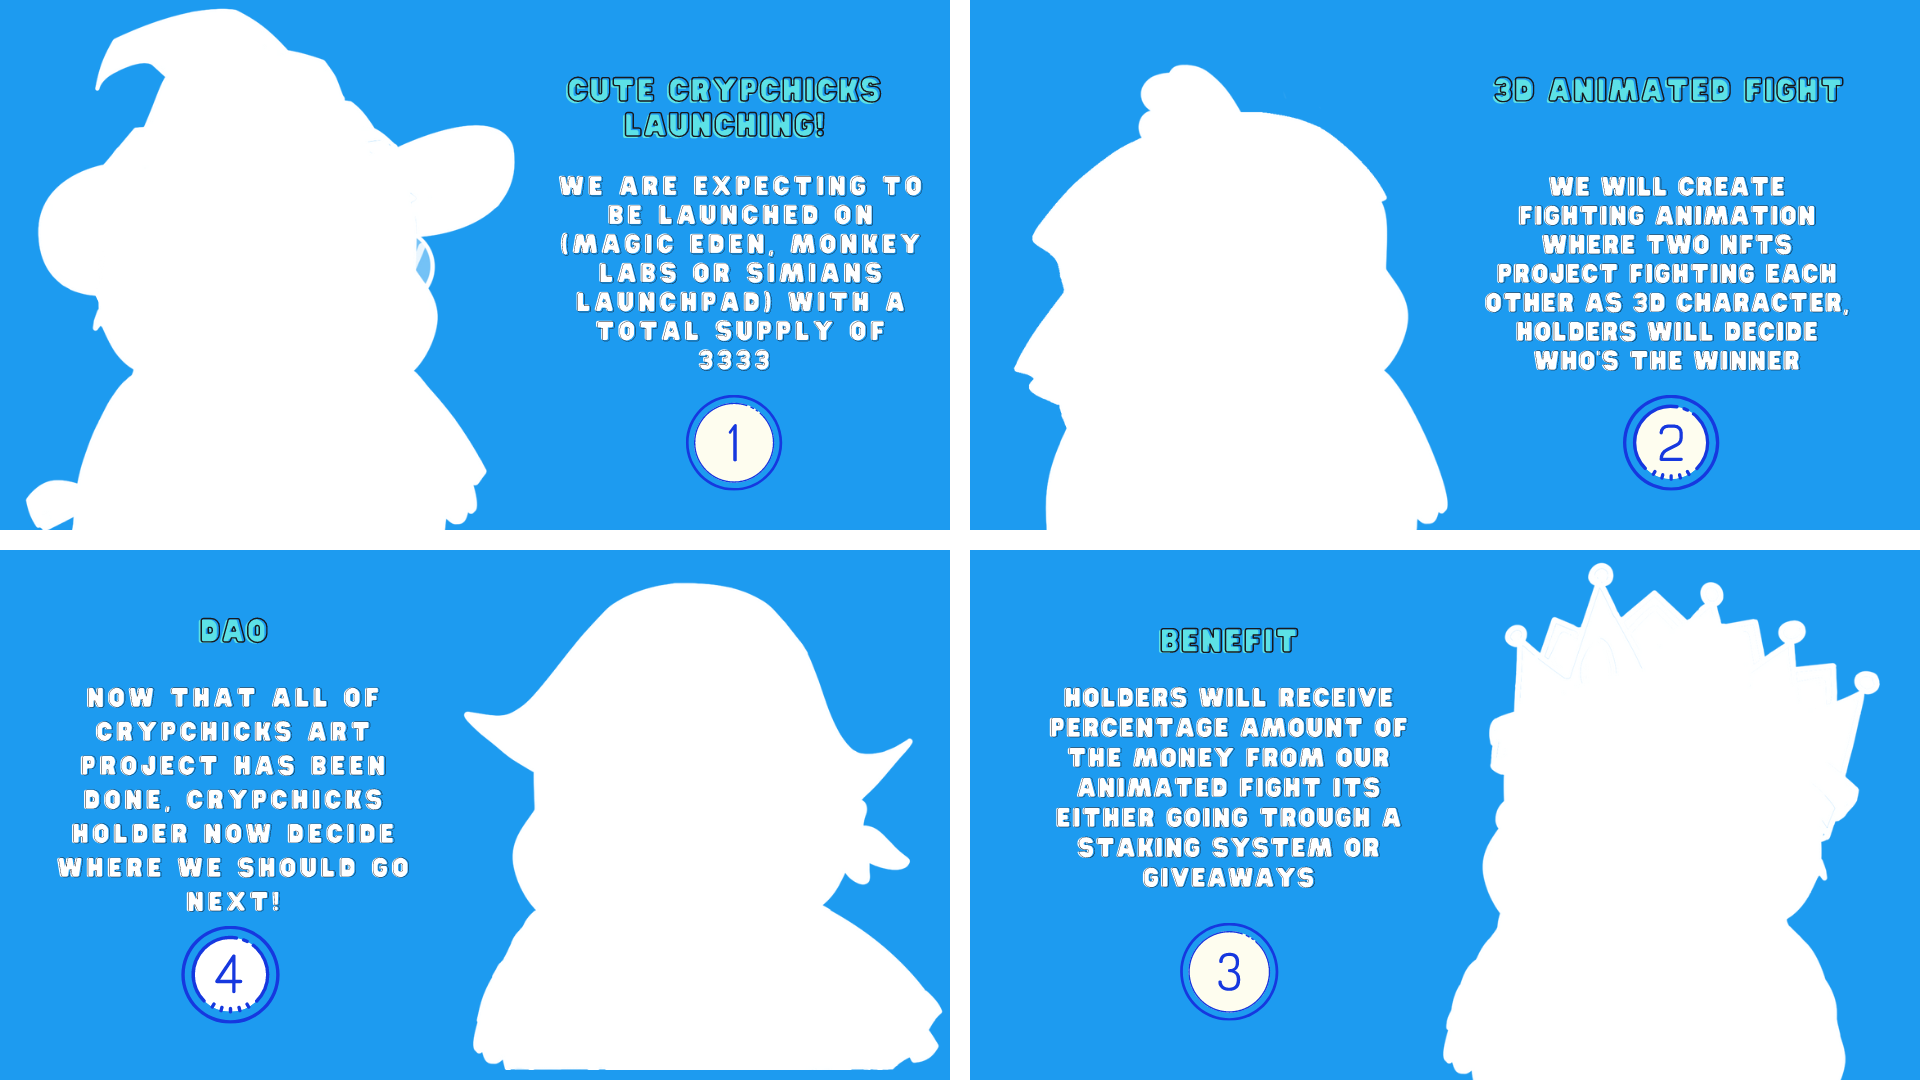 CUTE CRYPCHICKS
LAUNCHING!
WE ARE EXPECTING TO
BE LAUNCHED ON
(MAGIC EDEN, MONKEY
LABS OR SIMIANS
LAUNCHPAD) WITH A
TOTAL SUPPLY OF
3333
1
3D ANIMATED FIGHT
WE WILL CREATE
FIGHTING ANIMATION
WHERE TWO NFTS
PROJECT FIGHTING EACH
OTHER AS 3D CHARACTER,
HOLDERS WILL DECIDE
WHO'S THE WINNER
2
DAO
NOW THAT ALL OF
CRYPCHICKS ART
PROJECT HAS BEEN
DONE, CRYPCHICKS
HOLDER NOW DECIDE
WHERE WE SHOULD GO
NEXT!
4
BENEFIT
HOLDERS WILL RECEIVE
PERCENTAGE AMOUNT OF
THE MONEY FROM OUR
ANIMATED FIGHT ITS
EITHER GOING TROUGH A
STAKING SYSTEM OR
GIVEAWAYS
3